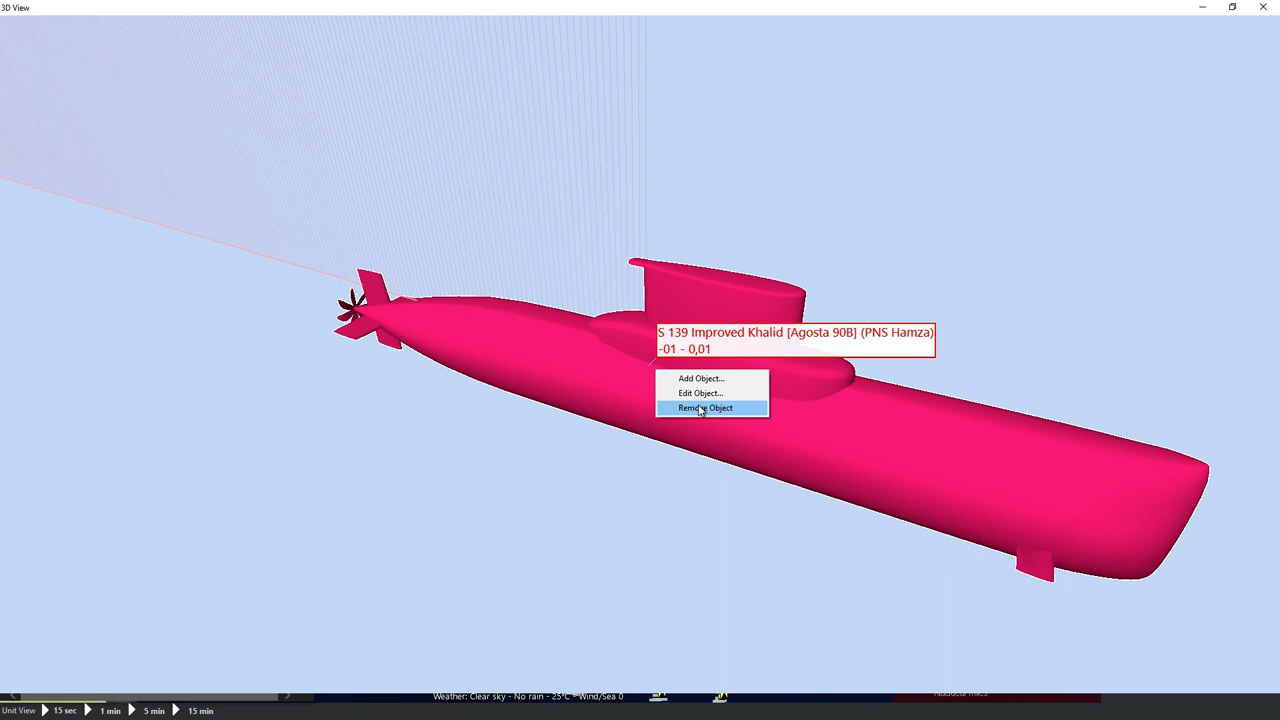 3D View
S 139 Improved Khalid [Agosta 90B] (PNS Hamza)
-01 - 0,01
Add Object...
Edit Object...
Remove Object
Weather: Clear sky - No rain - 25°C - Wind/Sea 0
Unit View
15 sec
1 min
5 min
15 min